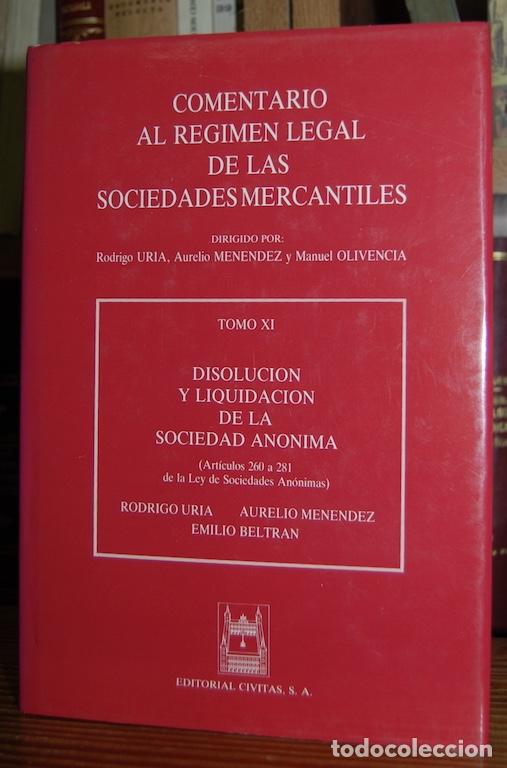 COMENTARIO
AL REGIMEN LEGAL
DE LAS
SOCIEDADES MERCANTILES
DIRIGIDO POR:
Rodrigo URIA, Aurelio MENENDEZ y Manuel OLIVENCIA
TOMO XI
DISOLUCION
Y LIQUIDACION
DE LA
SOCIEDAD ANONIMA
(Artículos 260 a 281
de la Ley de Sociedades Anónimas)
RODRIGO URIA AURELIO MENENDEZ
EMILIO BELTRAN
EDITORIAL CIVITAS, S. A.
todocoleccion